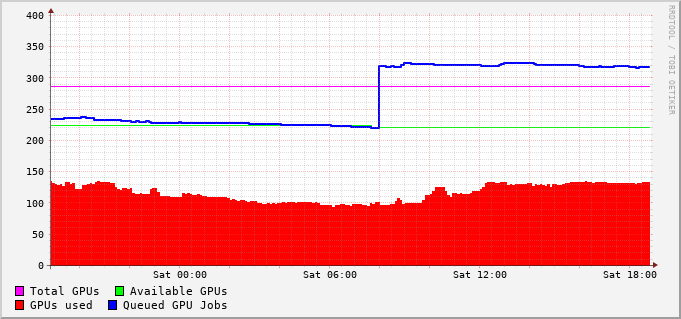 400
350
300
250
200
150
100
50
0
Sat 00:00 Sat 06:00 Sat 12:00 Sat 18:00
Total GPUs Available GPUs
GPUs used Queued GPU Jobs
RRDTOOL / TOBI OETIKER